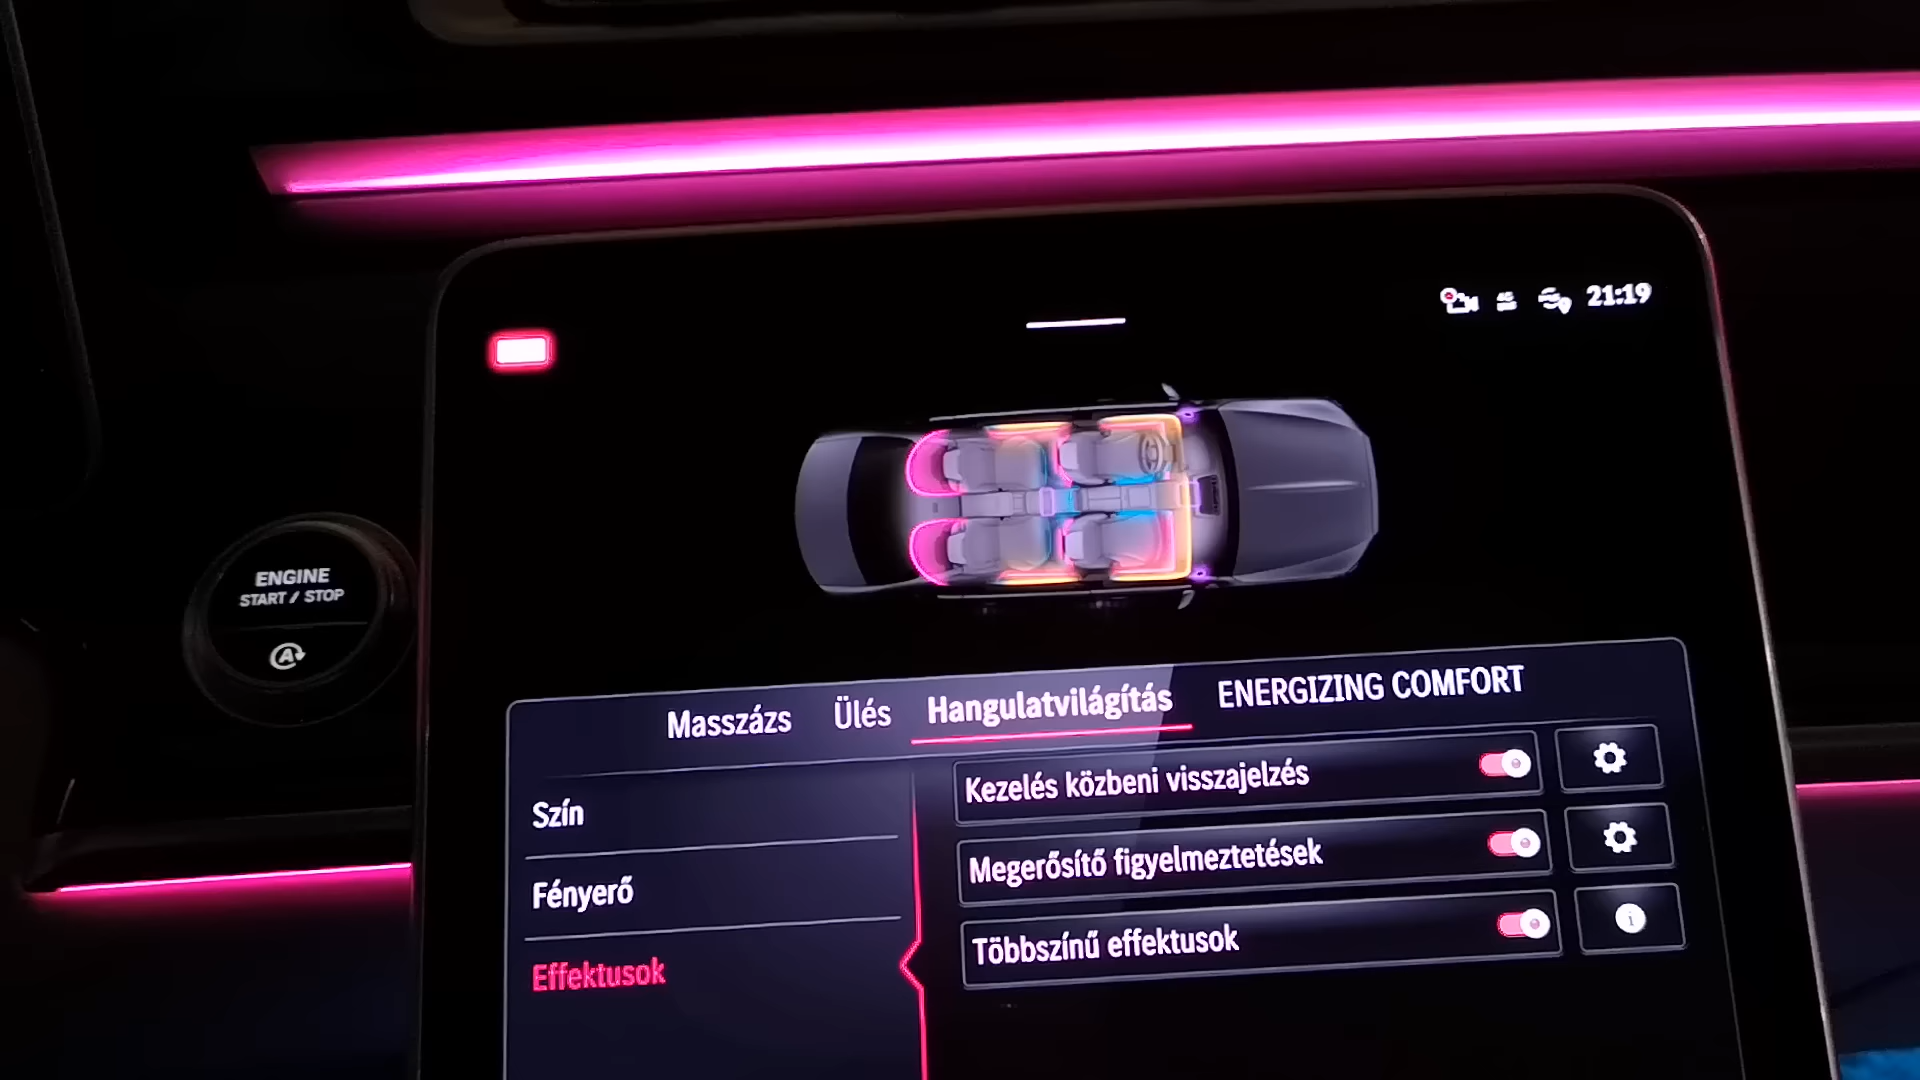 21:19
ENGINE
START / STOP
A
Masszázs
Ülés
Hangulatvilágítás
ENERGIZING COMFORT
Szín
Fényerő
Effektusok
Kezelés közbeni visszajelzés
Megerősítő figyelmeztetések
Többszínű effektusok